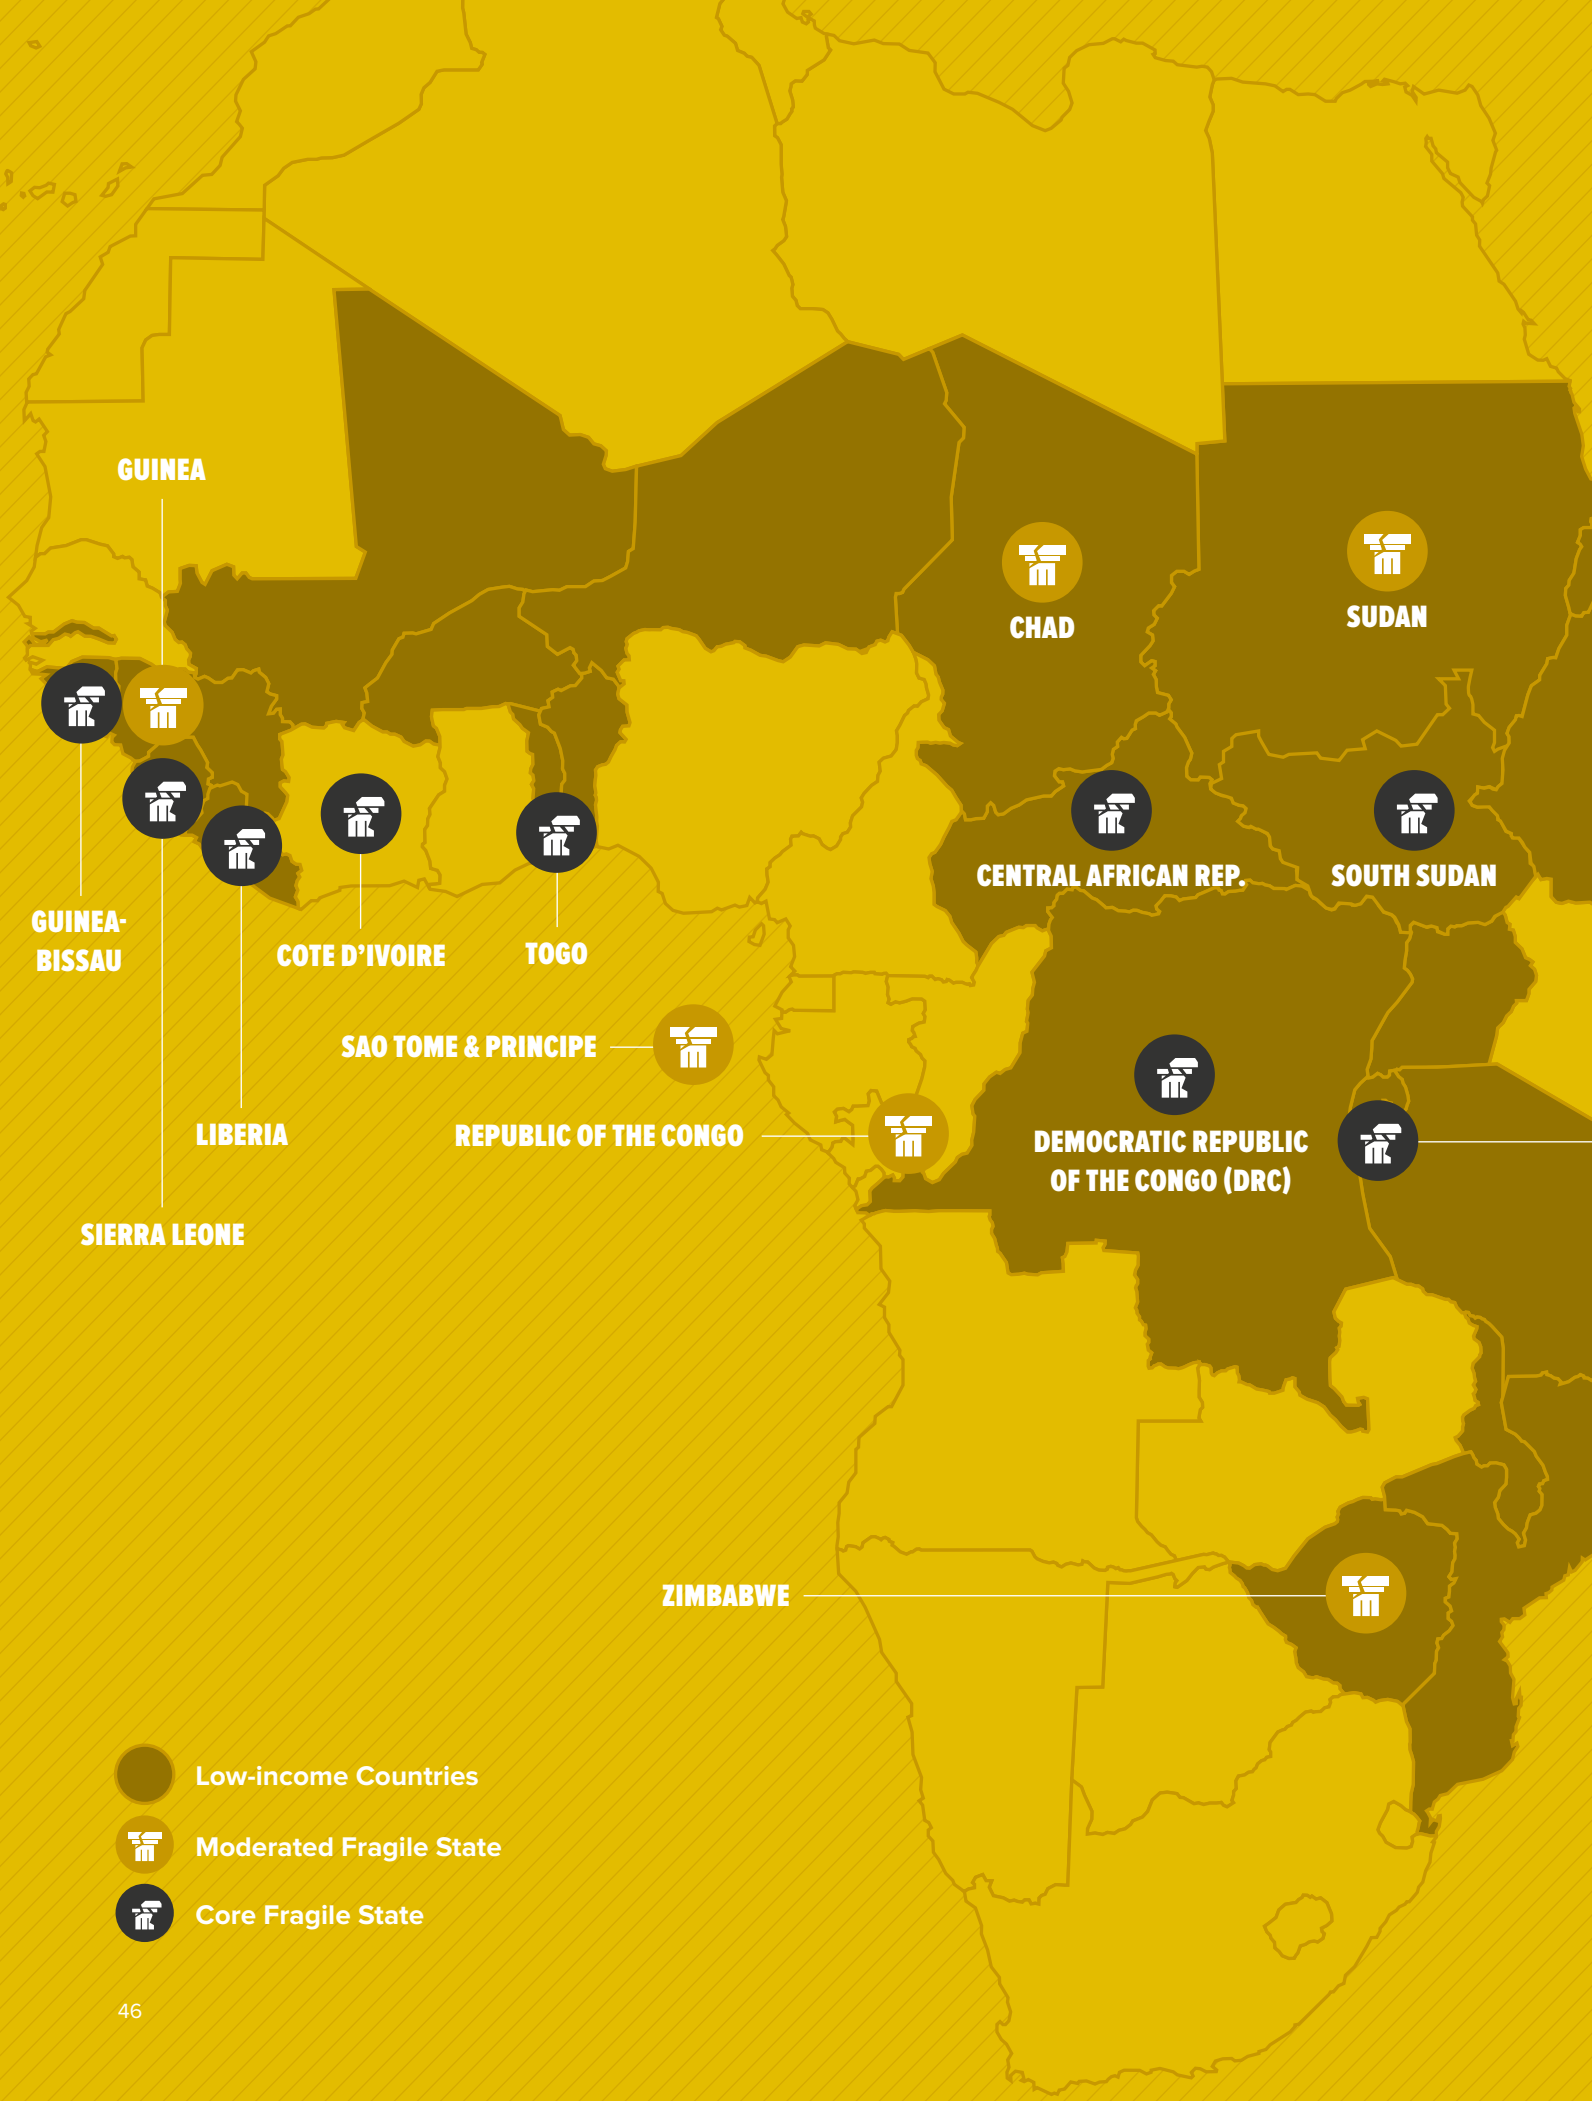 GUINEA
CHAD
SUDAN
CENTRAL AFRICAN REP.
SOUTH SUDAN
GUINEA-
BISSAU
COTE D'IVOIRE
TOGO
SAO TOME & PRINCIPE
LIBERIA
REPUBLIC OF THE CONGO
DEMOCRATIC REPUBLIC
OF THE CONGO (DRC)
SIERRA LEONE
ZIMBABWE
Low-income Countries
Moderated Fragile State
Core Fragile State
46